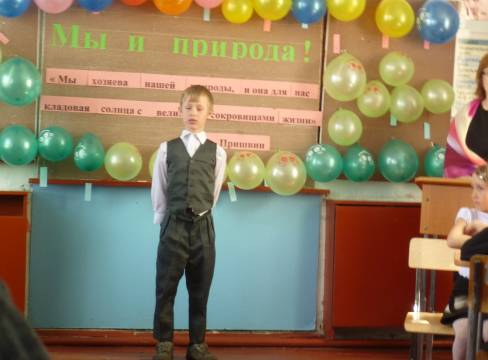 Мы и природа!
« Мы хозяева нашей природы, и она для нас
кладовая солнца с сокровищами жизни»
Пришвин